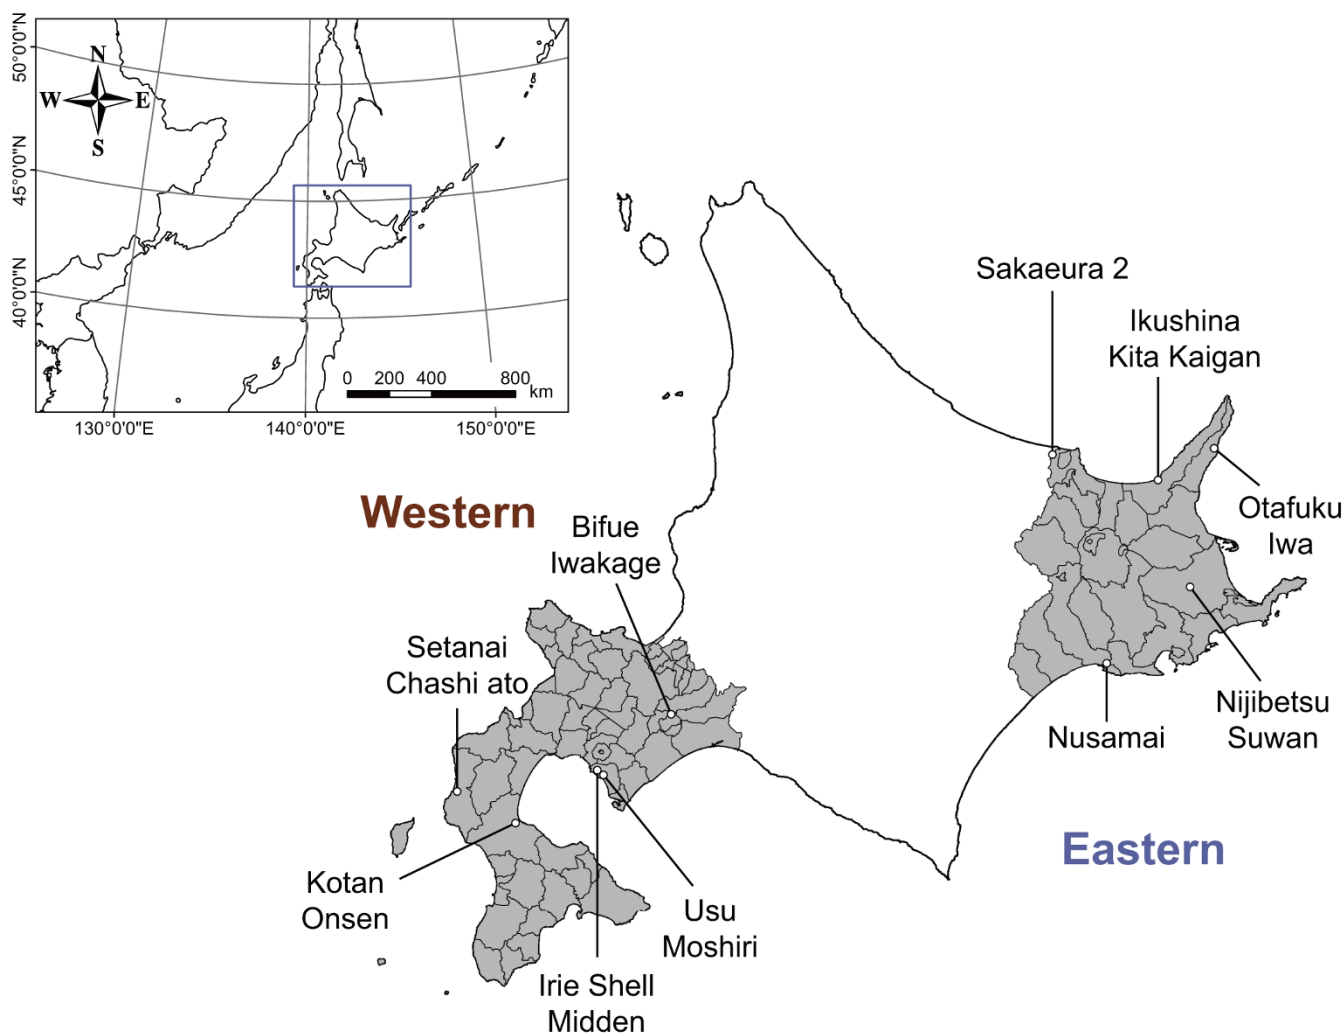 50°0'0"N
45°0'0"N
40°0'0"N
N
W
E
S
0 200 400 800
km
130°0'0"E
140°0'0"E
150°0'0"E
Sakaeura 2
Ikushina
Kita Kaigan
Otafuku
Iwa
Western
Bifue
Iwakage
Setanai
Chashi ato
Nijibetsu
Suwan
Nusamai
Eastern
Kotan
Onsen
Usu
Moshiri
Irie Shell
Midden